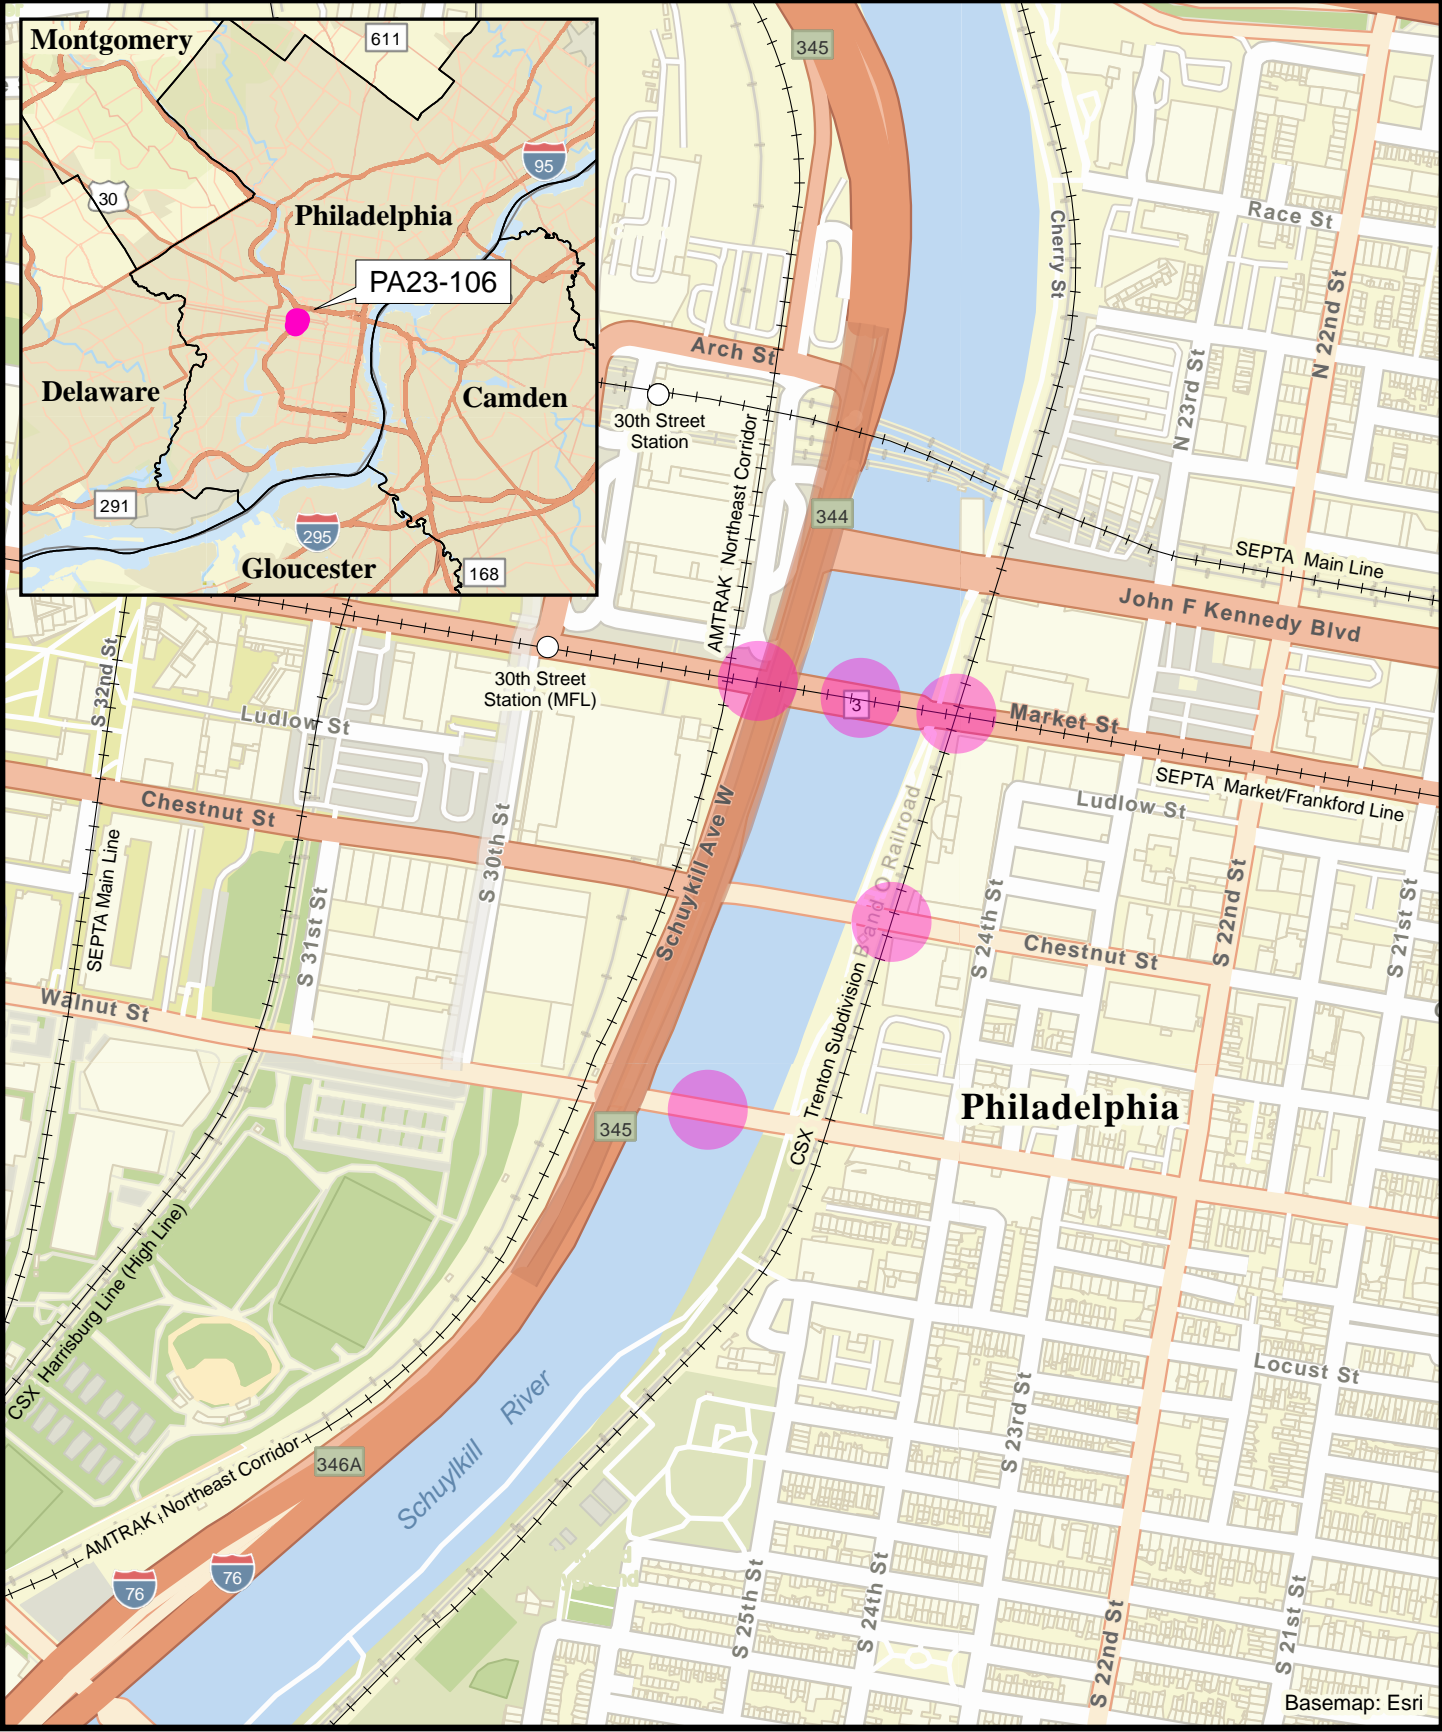 Montgomery
611
95
30
Philadelphia
PA23-106
Delaware
Camden
291
295
Gloucester
168
345
Race St
Cherry St
N 22nd St
N 23rd St
Arch St
30th Street
Station
AMTRAK Northeast Corridor
344
SEPTA Main Line
John F Kennedy Blvd
S 32nd St
30th Street
Station (MFL)
Ludlow St
3
Market St
SEPTA Market/Frankford Line
Ludlow St
Chestnut St
SEPTA Main Line
S 30th St
S 31st St
Schuykill Ave W
B and O Railroad
S 24th St
Chestnut St
S 22nd St
S 21st St
Walnut St
CSX Trenton Subdivision
Philadelphia
345
CSX Harrisburg Line (High Line)
Locust St
S 23rd St
Schuylkill River
346A
AMTRAK Northeast Corridor
76
76
S 25th St
S 24th St
S 22nd St
S 21st St
Basemap: Esri